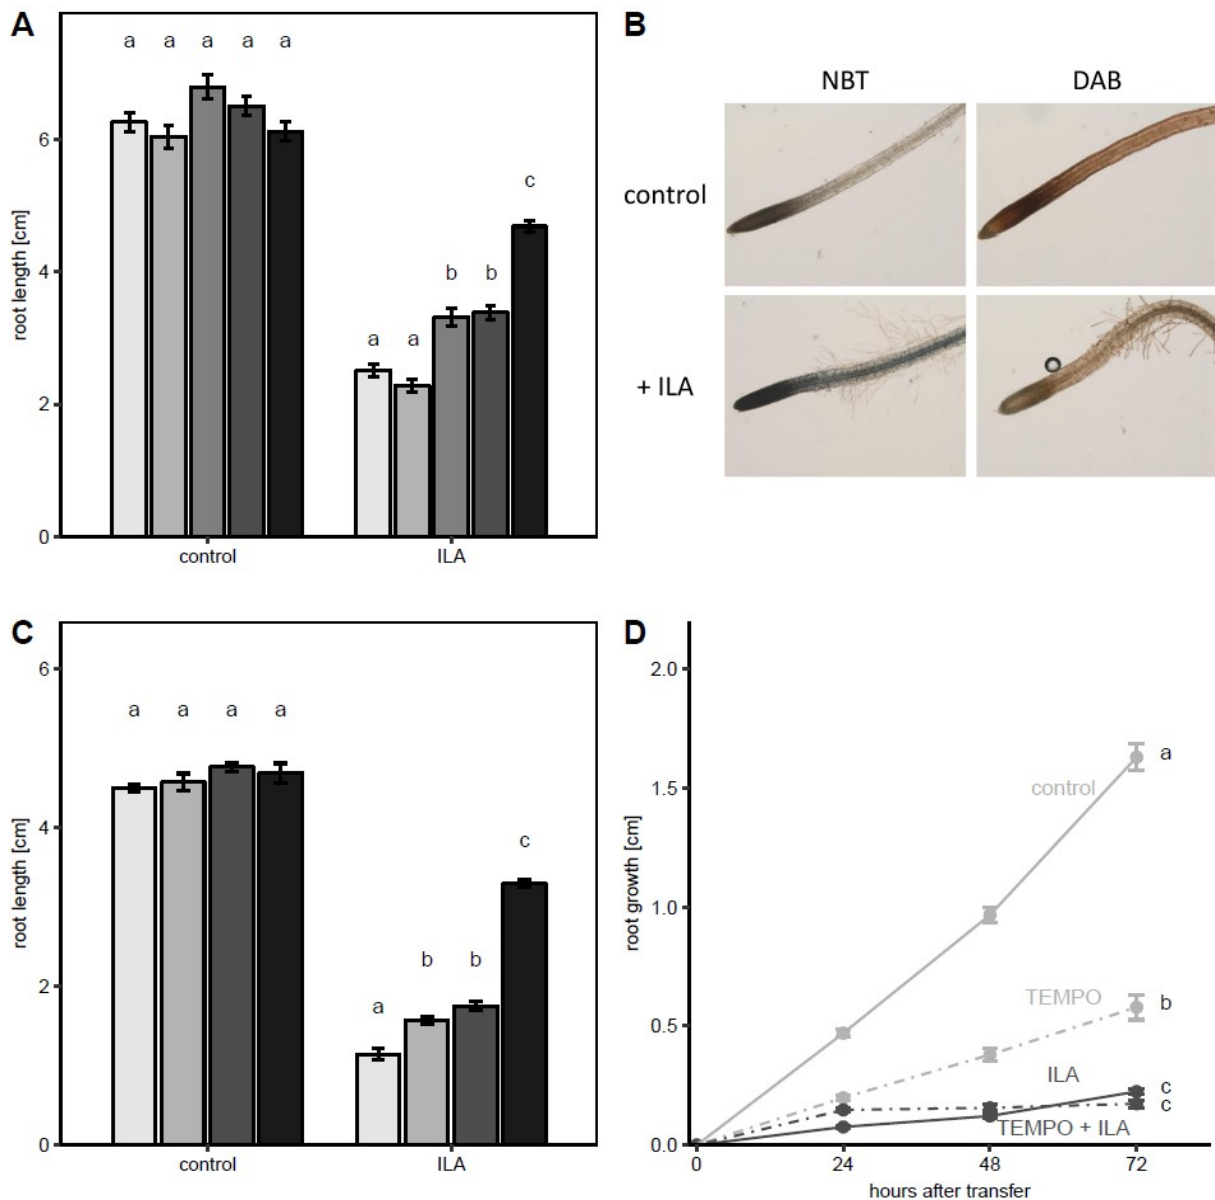 A
a a a a a
c
b b
a a
6
4
2
0
root length [cm]
control ILA
B
NBT DAB
control
+ ILA
C
a a a a
c
b b
a
6
4
2
0
root length [cm]
control ILA
D
2.0
1.5
1.0
0.5
0.0
root growth [cm]
control
a
TEMPO
b
ILA
c
c
TEMPO + ILA
0 24 48 72
hours after transfer